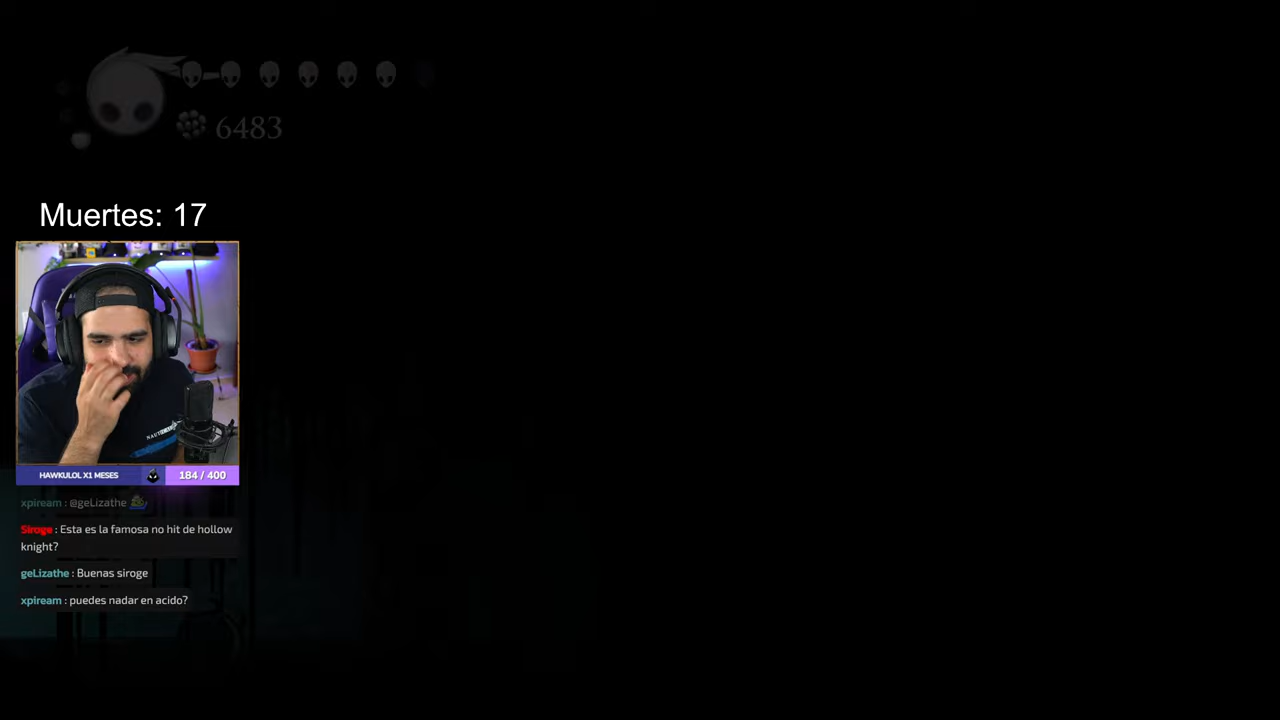 6483
Muertes: 17
HAWKULOL X1 MESES
184 / 400
xpiream : @geLizathe
Siroge : Esta es la famosa no hit de hollow
knight?
geLizathe : Buenas siroge
xpiream : puedes nadar en acido?